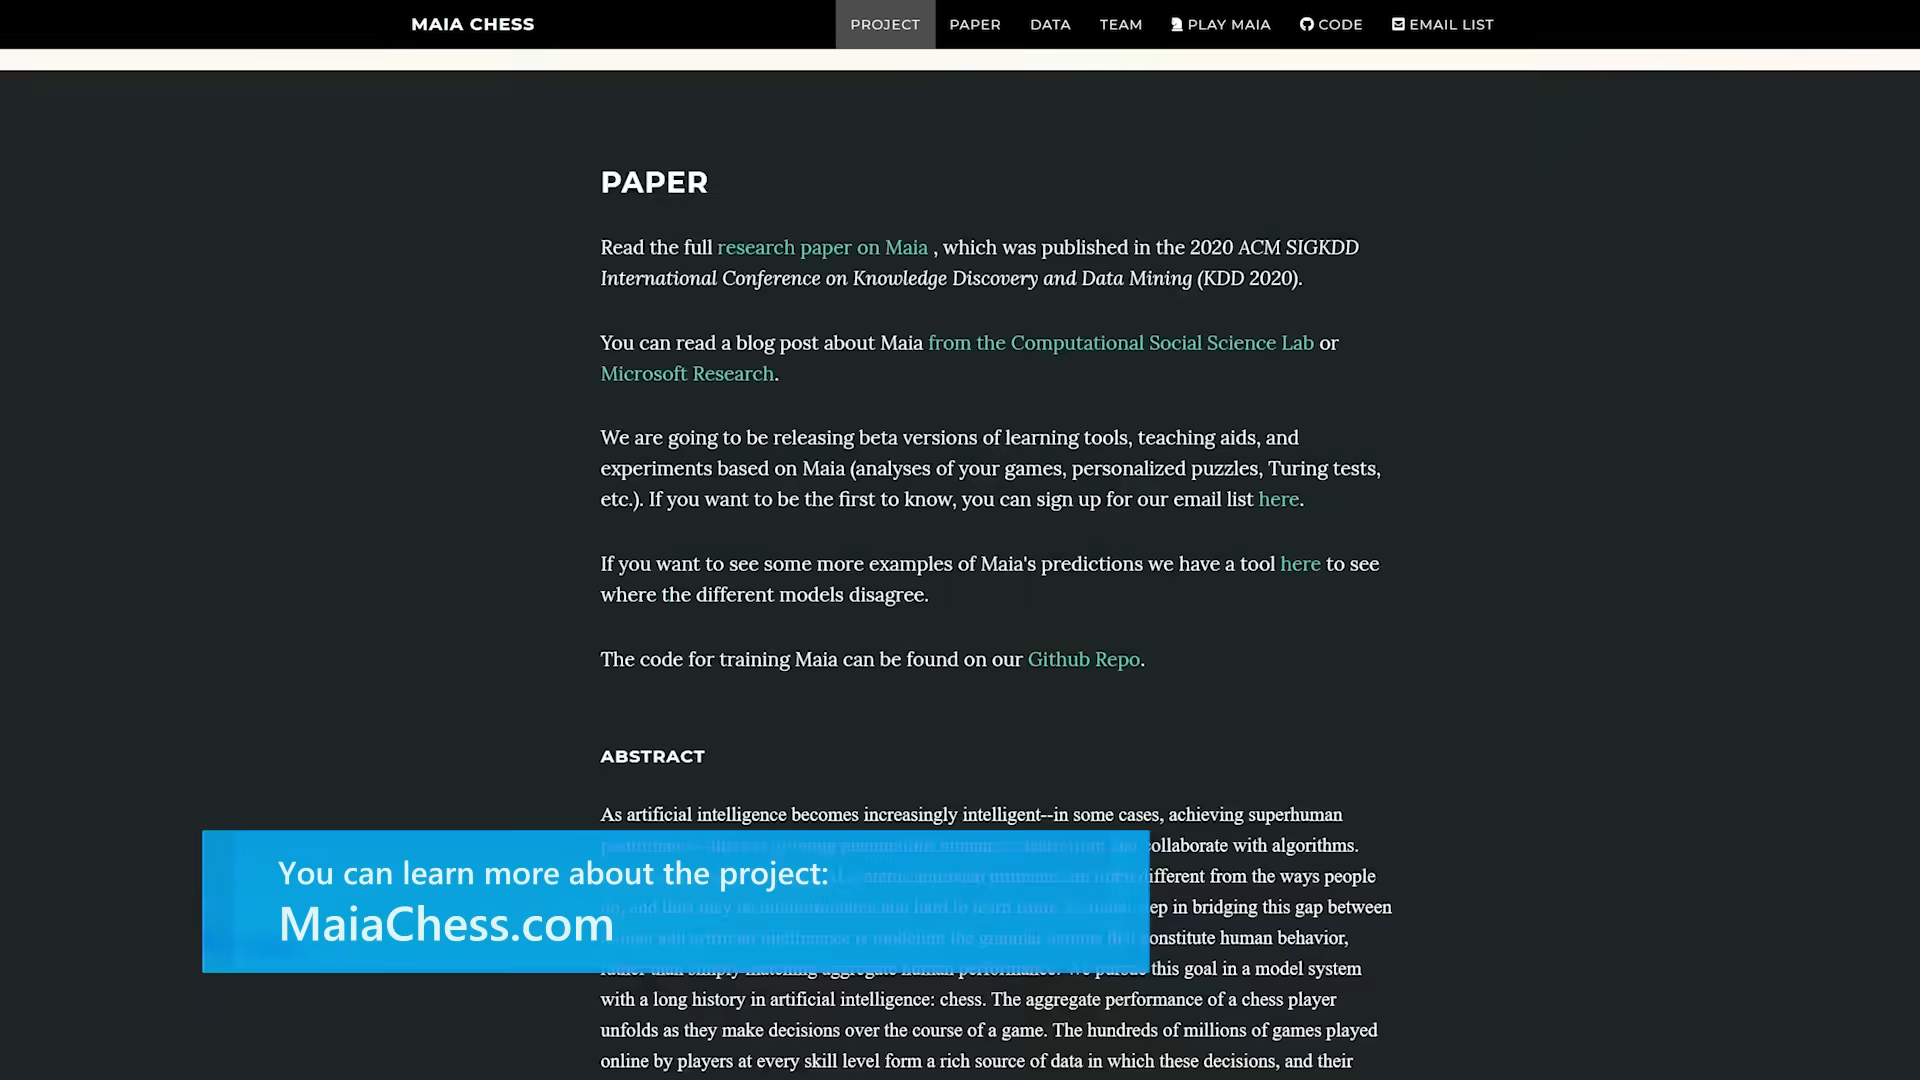 MAIA CHESS
PROJECT
PAPER
DATA
TEAM
PLAY MAIA
CODE
EMAIL LIST
PAPER
Read the full research paper on Maia , which was published in the 2020 ACM SIGKDD
International Conference on Knowledge Discovery and Data Mining (KDD 2020).
You can read a blog post about Maia from the Computational Social Science Lab or
Microsoft Research.
We are going to be releasing beta versions of learning tools, teaching aids, and
experiments based on Maia (analyses of your games, personalized puzzles, Turing tests,
etc.). If you want to be the first to know, you can sign up for our email list here.
If you want to see some more examples of Maia's predictions we have a tool here to see
where the different models disagree.
The code for training Maia can be found on our Github Repo.
ABSTRACT
As artificial intelligence becomes increasingly intelligent--in some cases, achieving superhuman
collaborate with algorithms.
different from the ways people
in bridging this gap between
constitute human behavior,
this goal in a model system
with a long history in artificial intelligence: chess. The aggregate performance of a chess player
unfolds as they make decisions over the course of a game. The hundreds of millions of games played
online by players at every skill level form a rich source of data in which these decisions, and their
You can learn more about the project:
MaiaChess.com